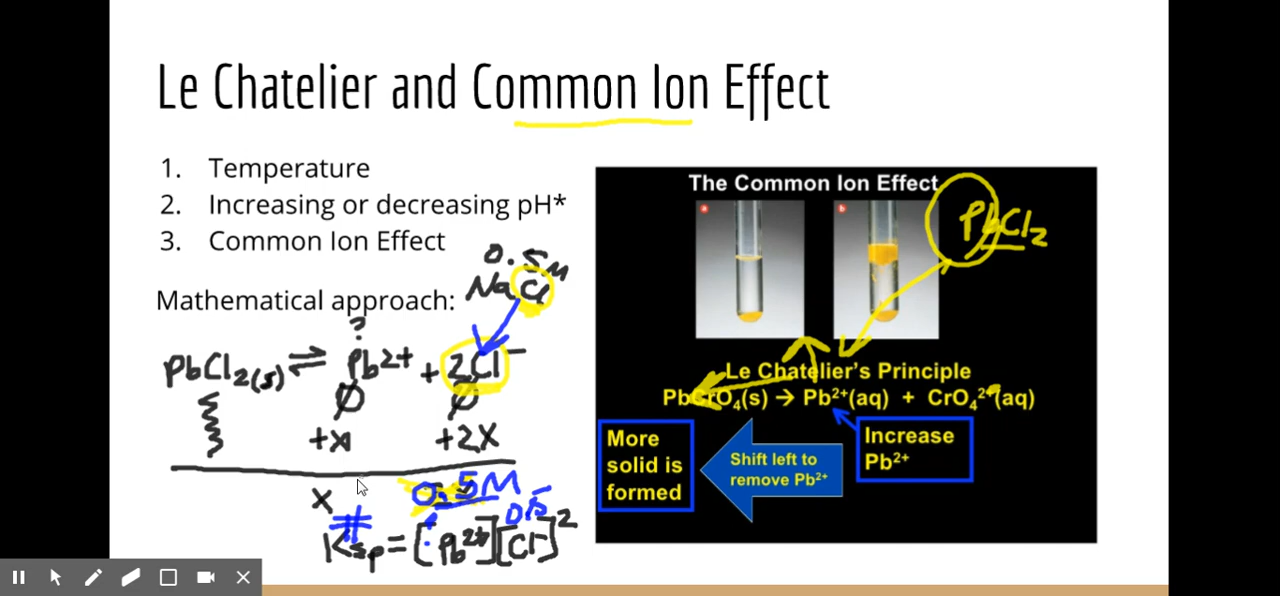 Le Chatelier and Common Ion Effect
1. Temperature
2. Increasing or decreasing pH*
3. Common Ion Effect
0.5M
NaCl
Mathematical approach:
?
PbCl2(s) ⇌ Pb2+ + 2Cl−
Ø Ø
+x +2x
x 0.5M
#
0.5
Ksp = [Pb2+][Cl−]2
The Common Ion Effect
a b
PbCl2
Le Chatelier's Principle
PbCrO4(s) → Pb2+(aq) + CrO42-(aq)
More
solid is
formed
Shift left to
remove Pb2+
Increase
Pb2+